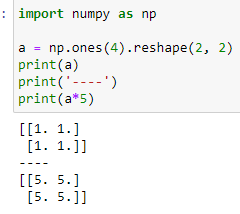 : import numpy as np
a = np.ones(4).reshape(2, 2)
print(a)
print('----')
print(a*5)
[[1. 1.]
 [1. 1.]]
----
[[5. 5.]
 [5. 5.]]